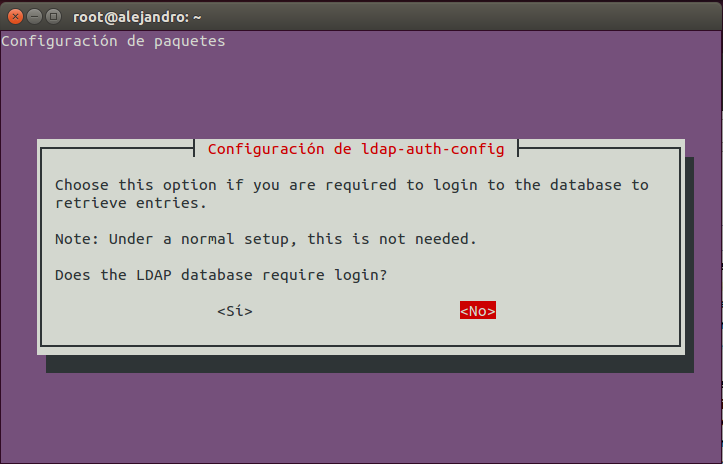 root@alejandro: ~
Configuración de paquetes
Configuración de ldap-auth-config
Choose this option if you are required to login to the database to
retrieve entries.
Note: Under a normal setup, this is not needed.
Does the LDAP database require login?
<Sí> <No>